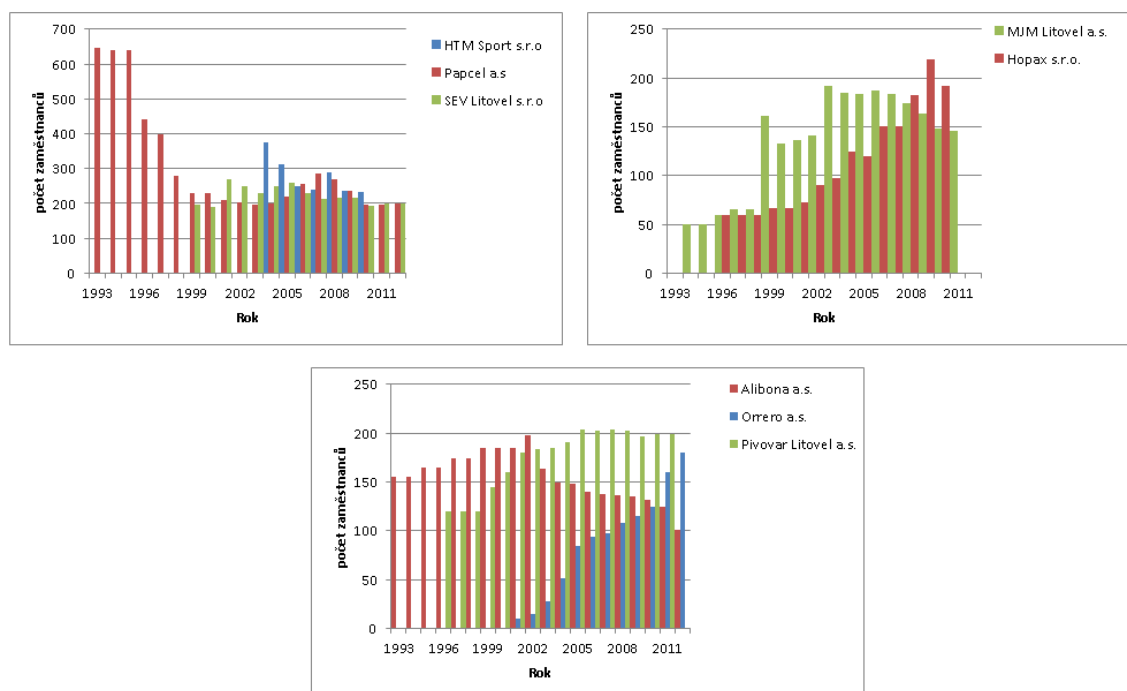 700
600
500
400
300
200
100
0
počet zaměstnanců
1993 1996 1999 2002 2005 2008 2011
Rok
HTM Sport s.r.o
Papcel a.s
SEV Litovel s.r.o
250
200
150
100
50
0
počet zaměstnanců
1993 1996 1999 2002 2005 2008 2011
Rok
MJM Litovel a.s.
Hopax s.r.o.
250
200
150
100
50
0
počet zaměstnanců
1993 1996 1999 2002 2005 2008 2011
Rok
Alibona a.s.
Orrero a.s.
Pivovar Litovel a.s.